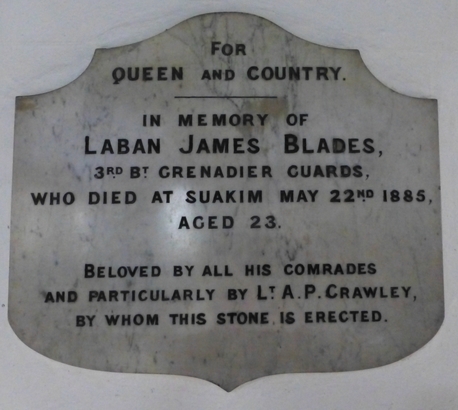 FOR
QUEEN AND COUNTRY.
IN MEMORY OF
LABAN JAMES BLADES,
3RD BT GRENADIER GUARDS,
WHO DIED AT SUAKIM MAY 22ND 1885,
AGED 23.
BELOVED BY ALL HIS COMRADES
AND PARTICULARLY BY LT A.P. CRAWLEY,
BY WHOM THIS STONE IS ERECTED.